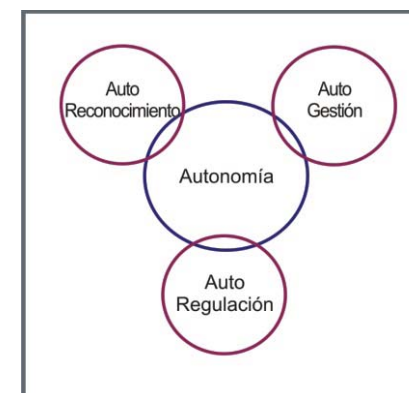 Auto
Reconocimiento
Auto
Gestión
Autonomía
Auto
Regulación